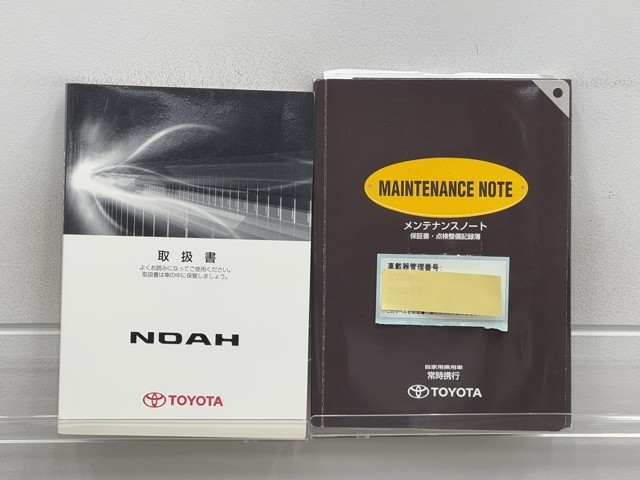 取扱書
よくお読みになってご使用ください。
取扱書は車の中に保管しましょう。
NOAH
TOYOTA
MAINTENANCE NOTE
メンテナンスノート
保証書・点検整備記録簿
車載器管理番号:
自家用乗用車
常時携行
TOYOTA